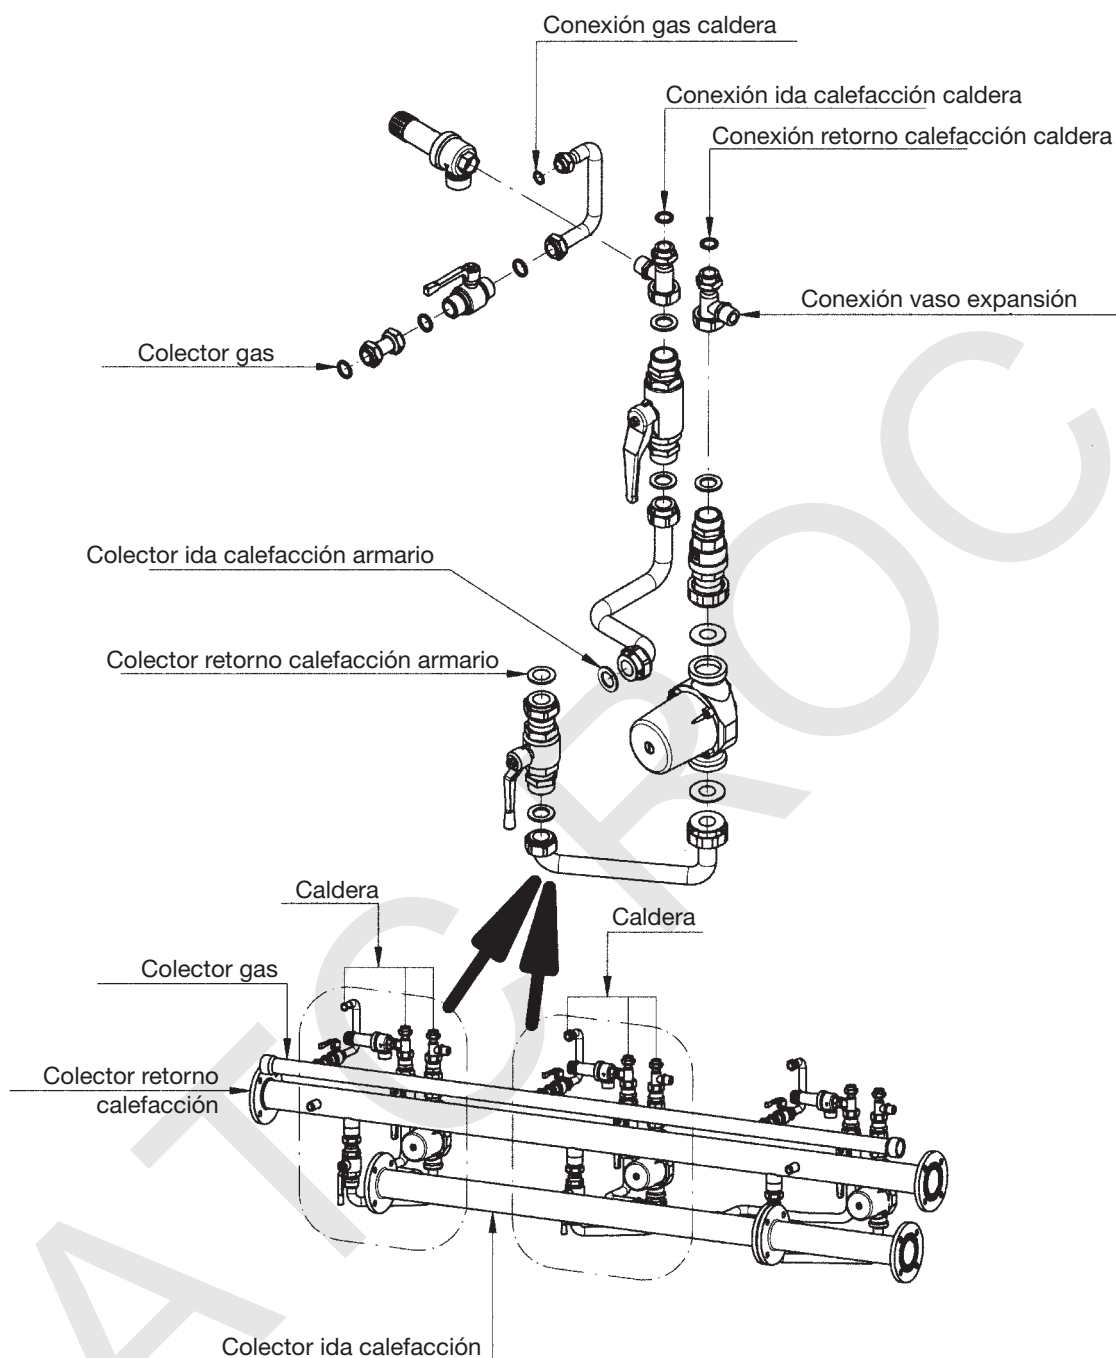 Conexión gas caldera
Conexión ida calefacción caldera
Conexión retorno calefacción caldera
Conexión vaso expansión
Colector gas
Colector ida calefacción armario
Colector retorno calefacción armario
Caldera
Caldera
Colector gas
Colector retorno
calefacción
Colector ida calefacción
ATCROC